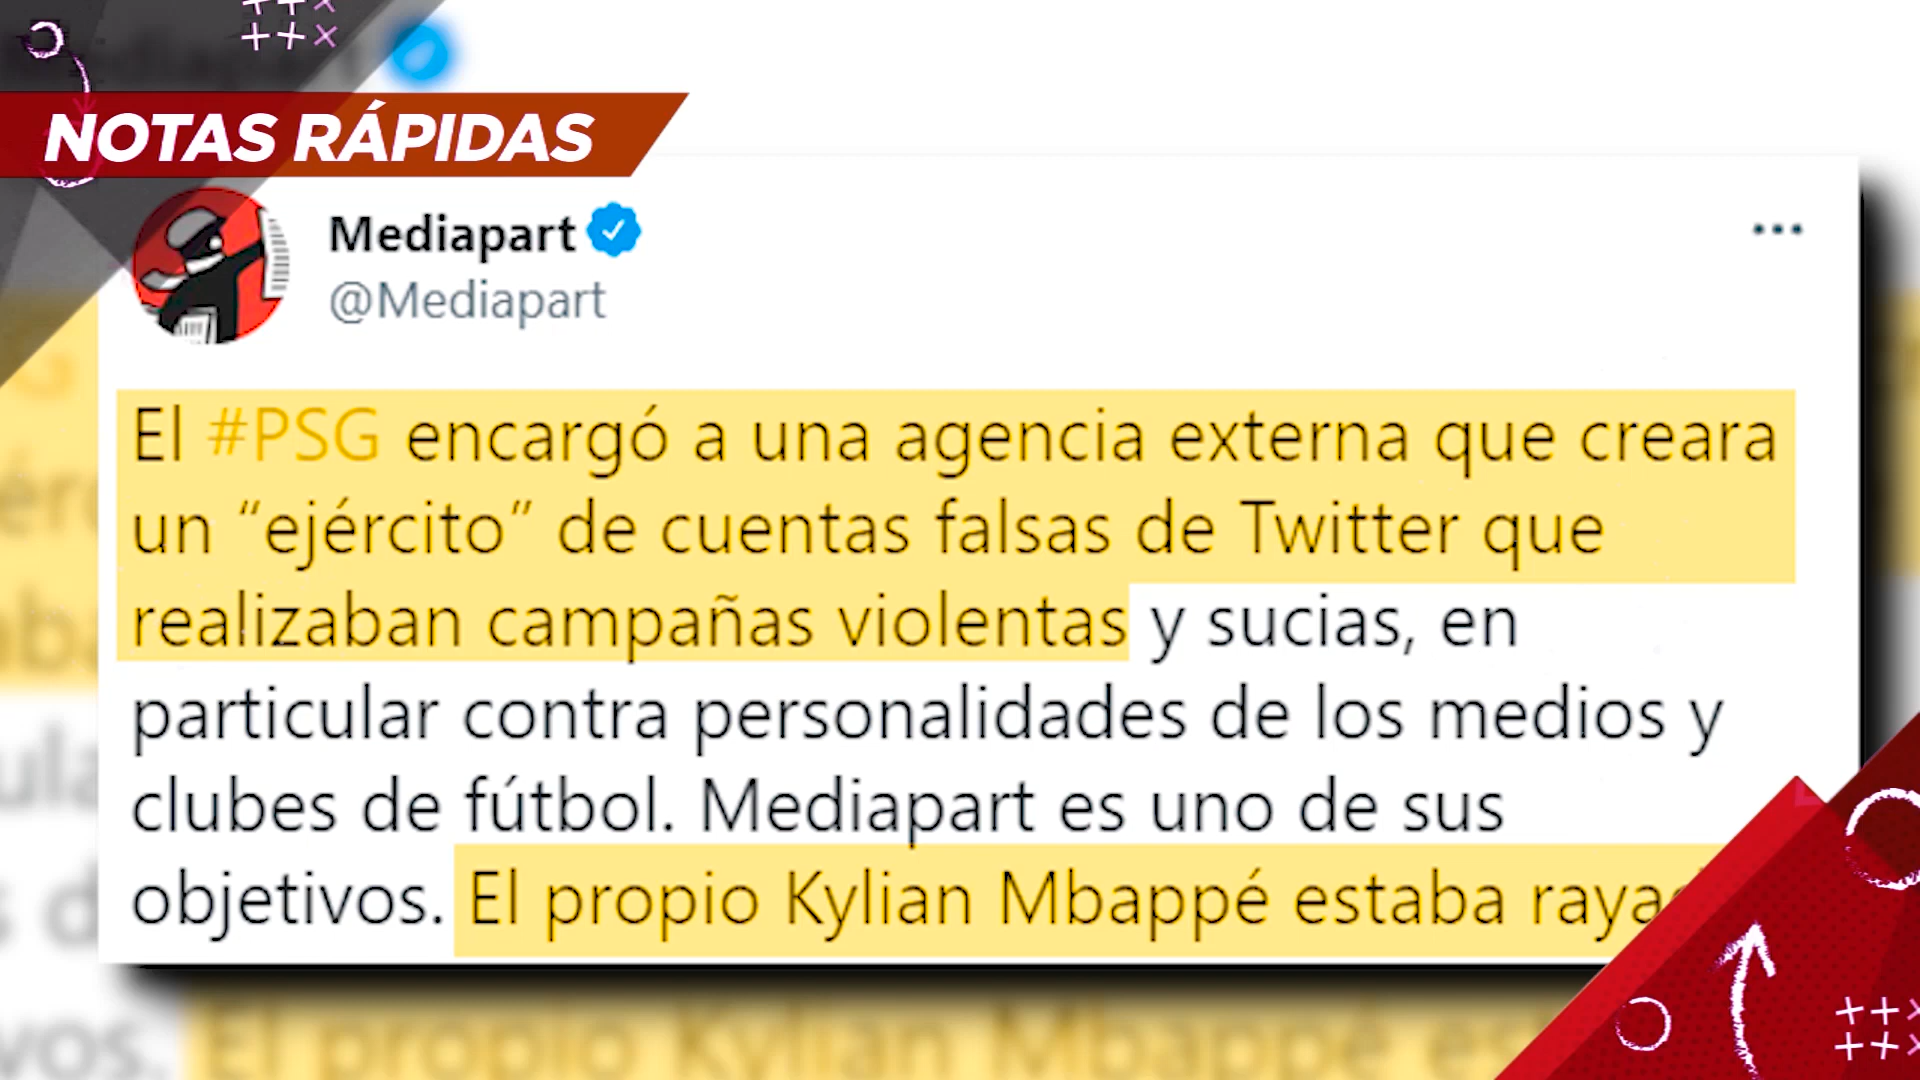 NOTAS RÁPIDAS
Mediapart
@Mediapart
El #PSG encargó a una agencia externa que creara
un “ejército” de cuentas falsas de Twitter que
realizaban campañas violentas y sucias, en
particular contra personalidades de los medios y
clubes de fútbol. Mediapart es uno de sus
objetivos. El propio Kylian Mbappé estaba